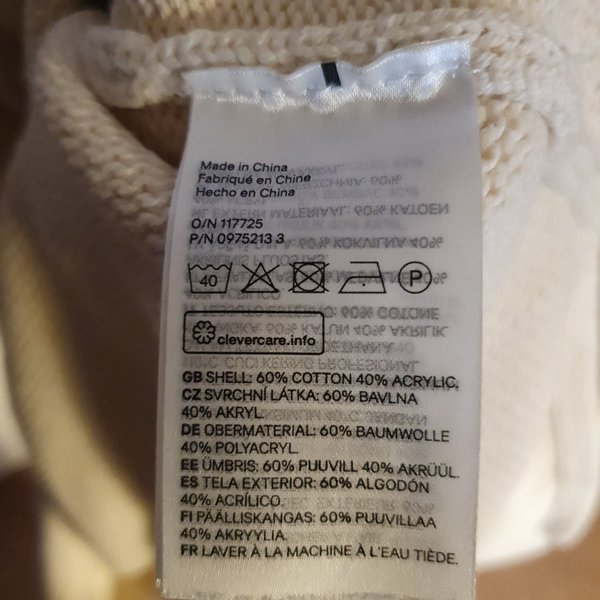 Made in China
Fabriqué en Chine
Hecho en China
O/N 117725
P/N 0975213 3
40 P
clevercare.info
GB SHELL: 60% COTTON 40% ACRYLIC.
CZ SVRCHNÍ LÁTKA: 60% BAVLNA
40% AKRYL.
DE OBERMATERIAL: 60% BAUMWOLLE
40% POLYACRYL.
EE ÜMBRIS: 60% PUUVILL 40% AKRÜÜL.
ES TELA EXTERIOR: 60% ALGODÓN
40% ACRÍLICO.
FI PÄÄLLISKANGAS: 60% PUUVILLAA
40% AKRYYLIA.
FR LAVER À LA MACHINE À L'EAU TIÈDE.